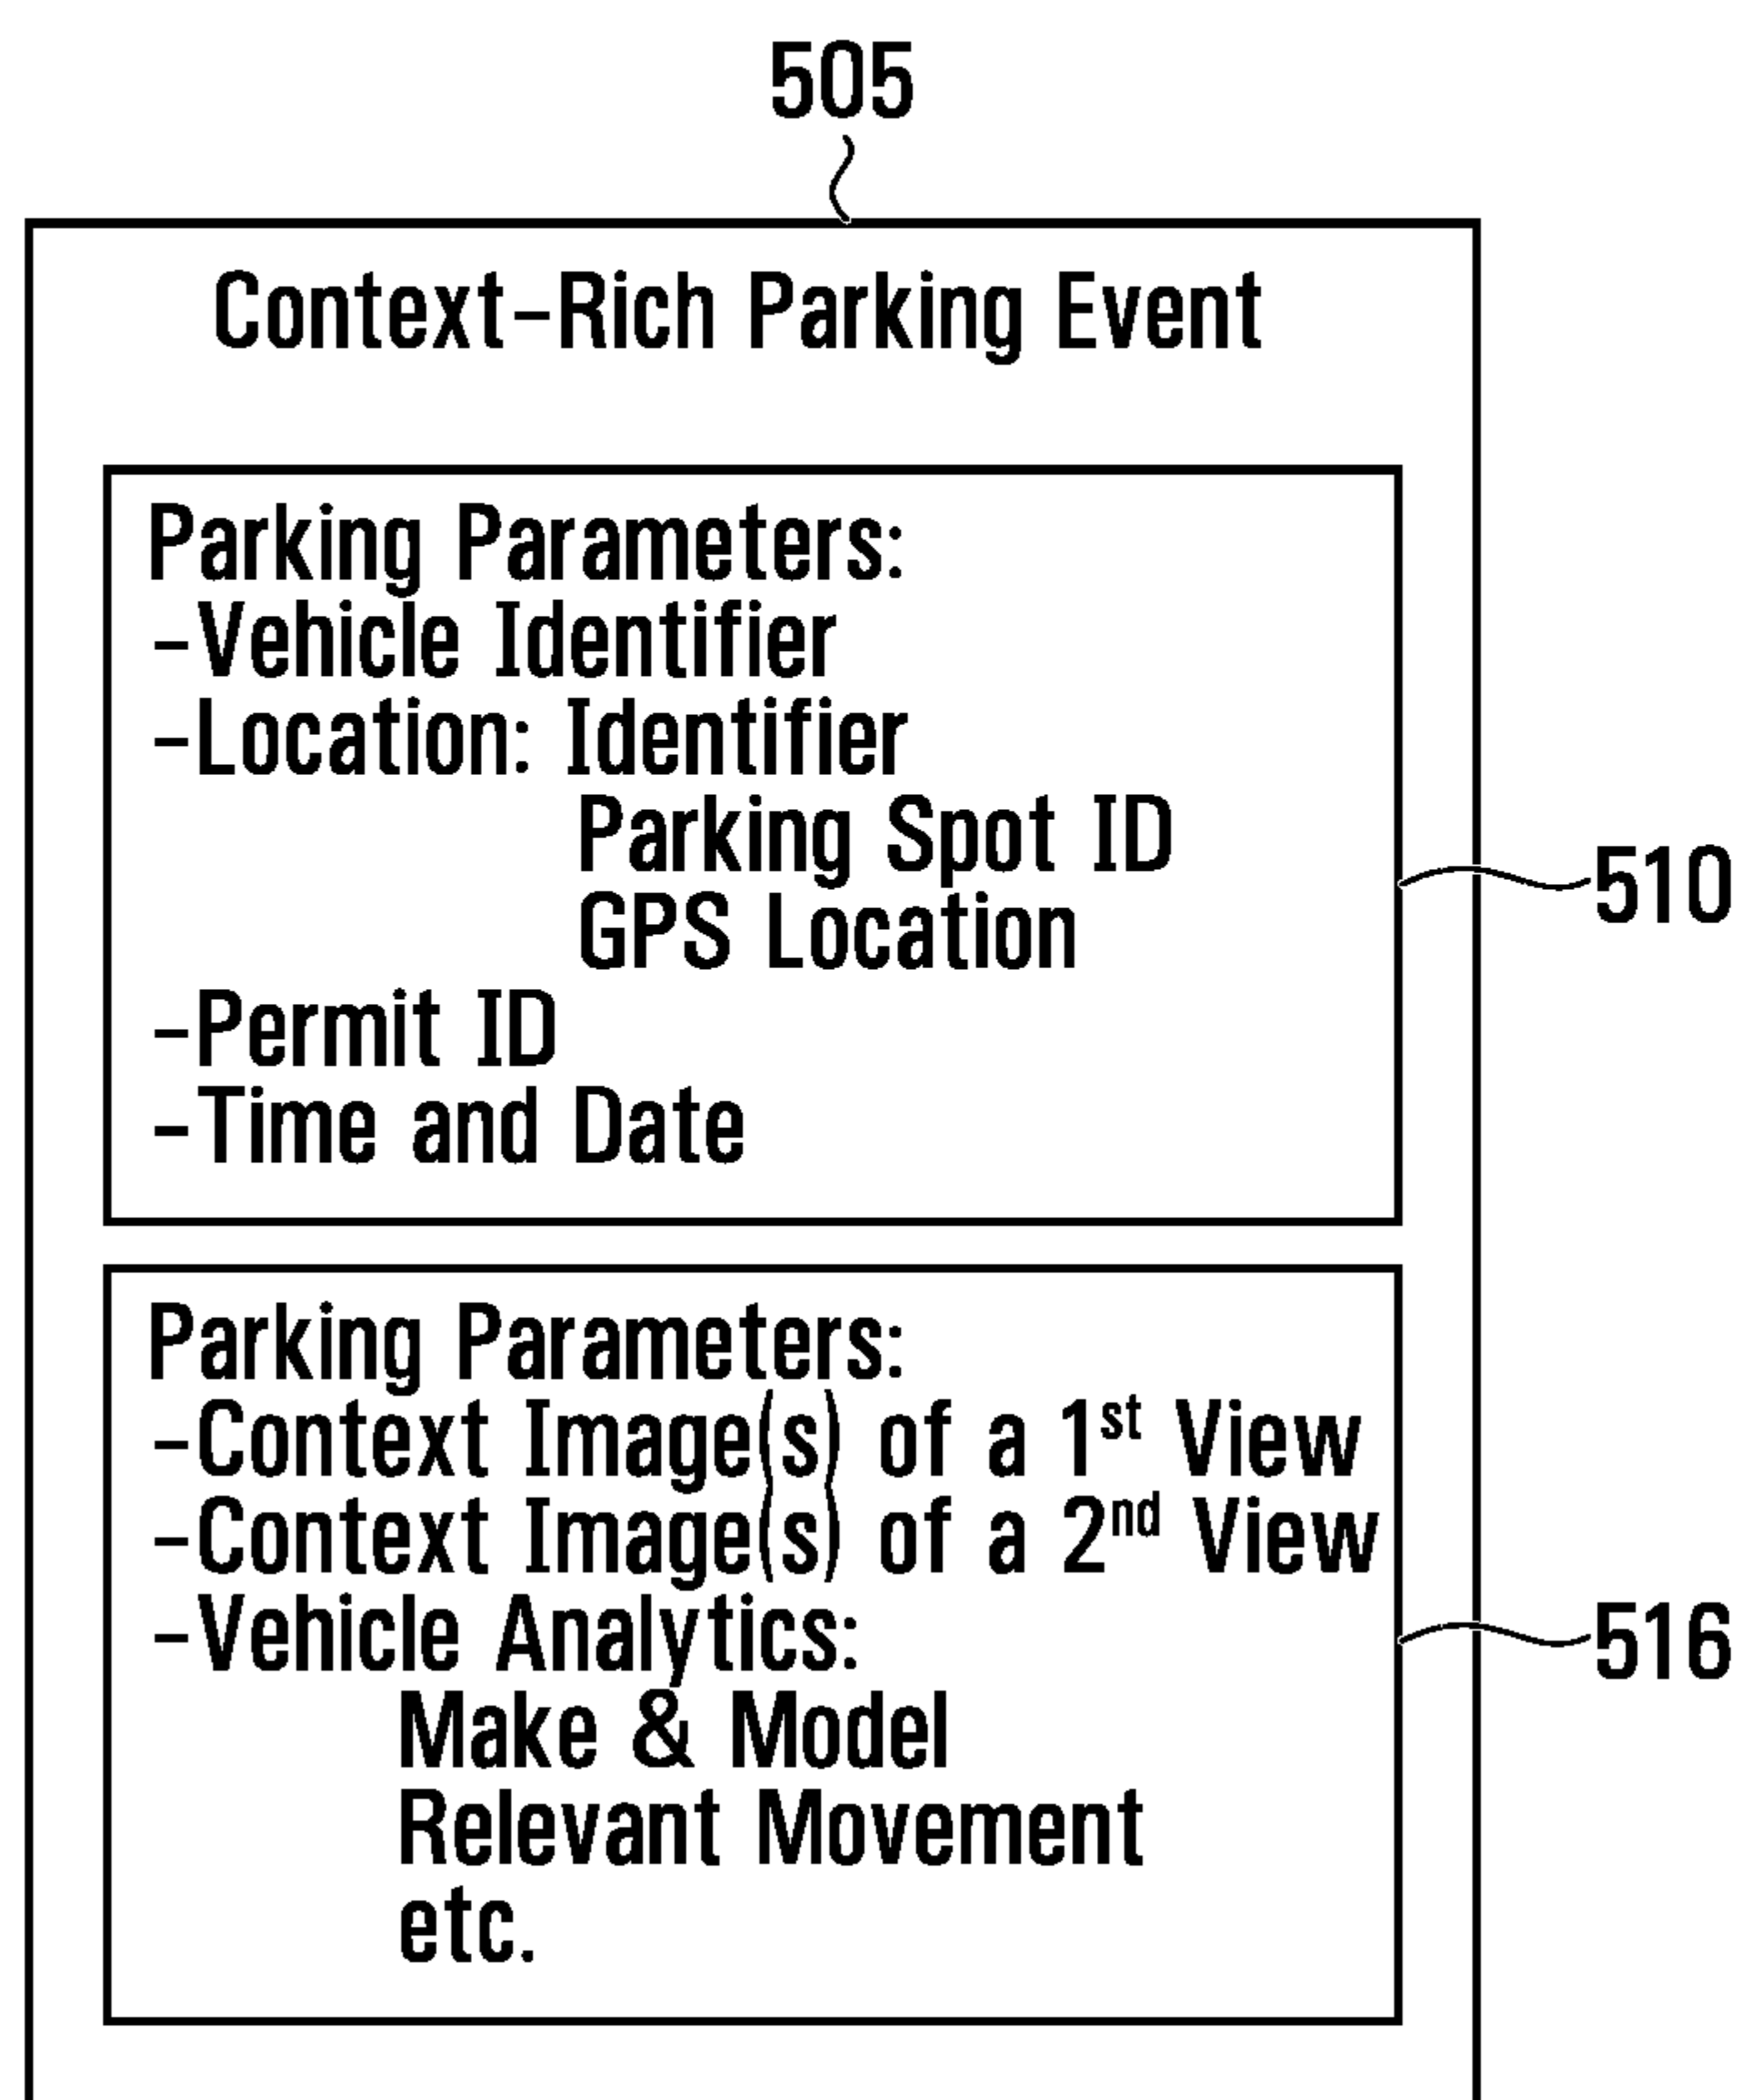 505
Context-Rich Parking Event
Parking Parameters:
-Vehicle Identifier
-Location: Identifier
Parking Spot ID
GPS Location
510
-Permit ID
-Time and Date
Parking Parameters:
-Context Image(s) of a 1st View
-Context Image(s) of a 2nd View
-Vehicle Analytics:
516
Make & Model
Relevant Movement
etc.